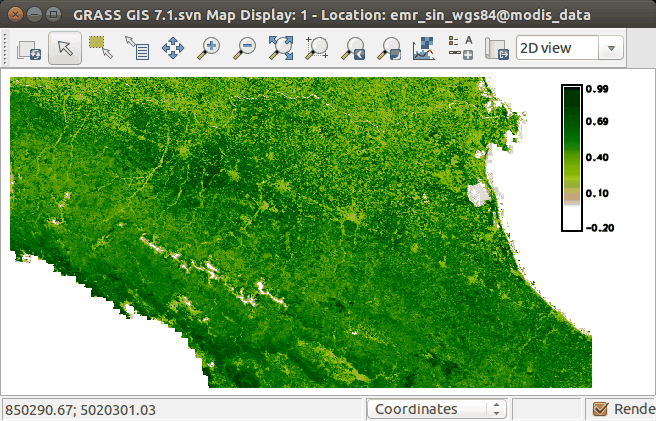 GRASS GIS 7.1.svn Map Display: 1 - Location: emr_sin_wgs84@modis_data
2D view
0.99
0.69
0.40
0.10
-0.20
850290.67; 5020301.03
Coordinates
Rende